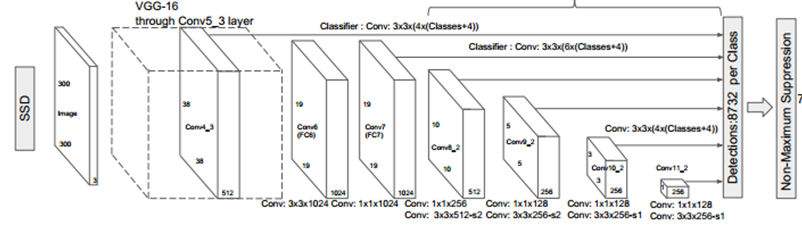 VGG-16
through Conv5_3 layer
Classifier : Conv: 3x3x(4x(Classes+4))
Classifier : Conv: 3x3x(6x(Classes+4))
SSD
300
Image
300
3
38
Conv4_3
38
512
19
Conv6
(FC6)
19
1024
19
Conv7
(FC7)
19
1024
10
Conv8_2
10
512
5
Conv9_2
5
256
Conv: 3x3x(4x(Classes+4))
3
Conv10_2
3
256
Conv11_2
1
256
Detections:8732 per Class
Non-Maximum Suppression
7
Conv: 3x3x1024
Conv: 1x1x1024
Conv: 1x1x256
Conv: 3x3x512-s2
Conv: 1x1x128
Conv: 3x3x256-s2
Conv: 1x1x128
Conv: 3x3x256-s1
Conv: 1x1x128
Conv: 3x3x256-s1